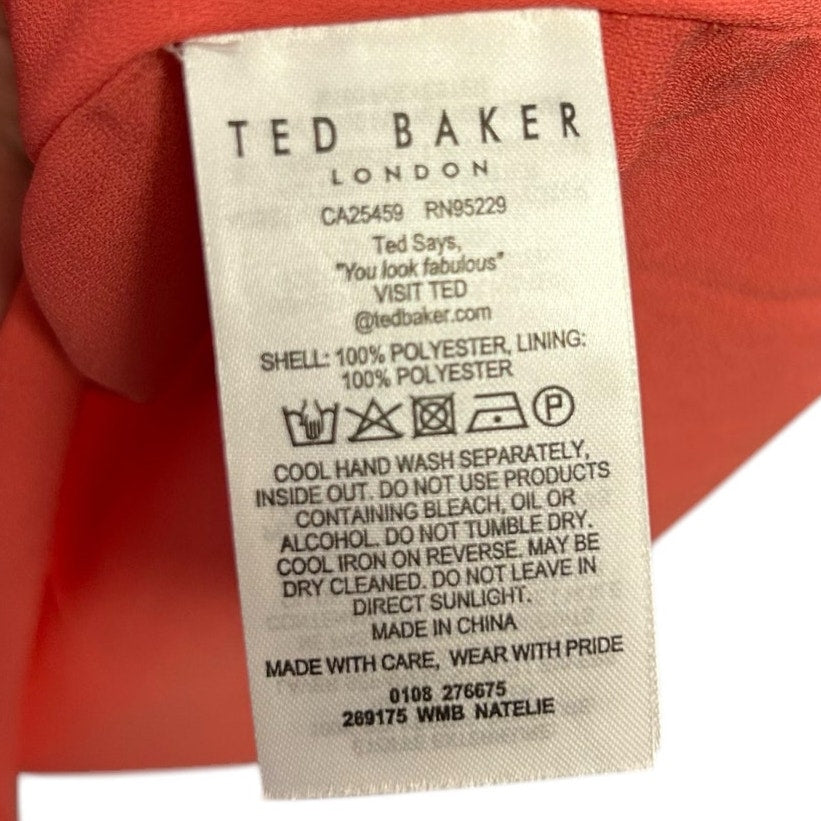 TED BAKER
LONDON
CA25459 RN95229
Ted Says,
"You look fabulous"
VISIT TED
@tedbaker.com
SHELL: 100% POLYESTER, LINING:
100% POLYESTER
P
COOL HAND WASH SEPARATELY,
INSIDE OUT. DO NOT USE PRODUCTS
CONTAINING BLEACH, OIL OR
ALCOHOL. DO NOT TUMBLE DRY.
COOL IRON ON REVERSE. MAY BE
DRY CLEANED. DO NOT LEAVE IN
DIRECT SUNLIGHT.
MADE IN CHINA
MADE WITH CARE, WEAR WITH PRIDE
0108 276675
269175 WMB NATELIE